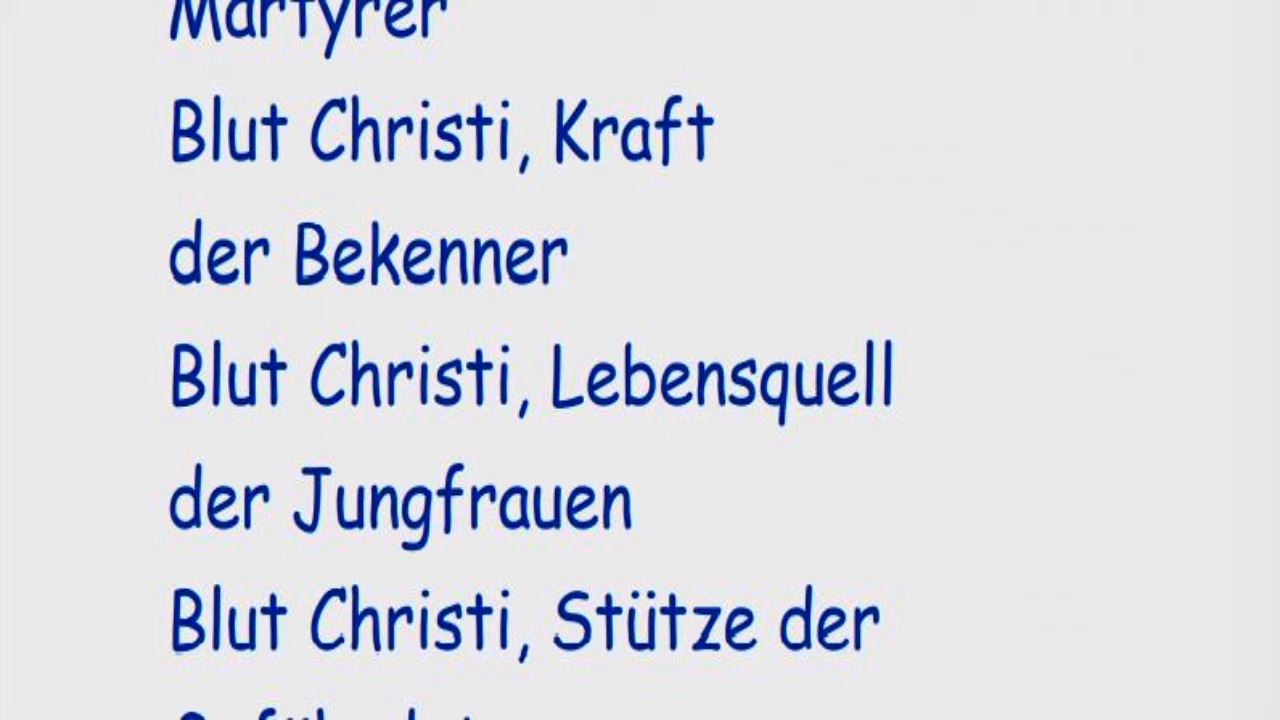 Märtyrer
Blut Christi, Kraft
der Bekenner
Blut Christi, Lebensquell
der Jungfrauen
Blut Christi, Stütze der